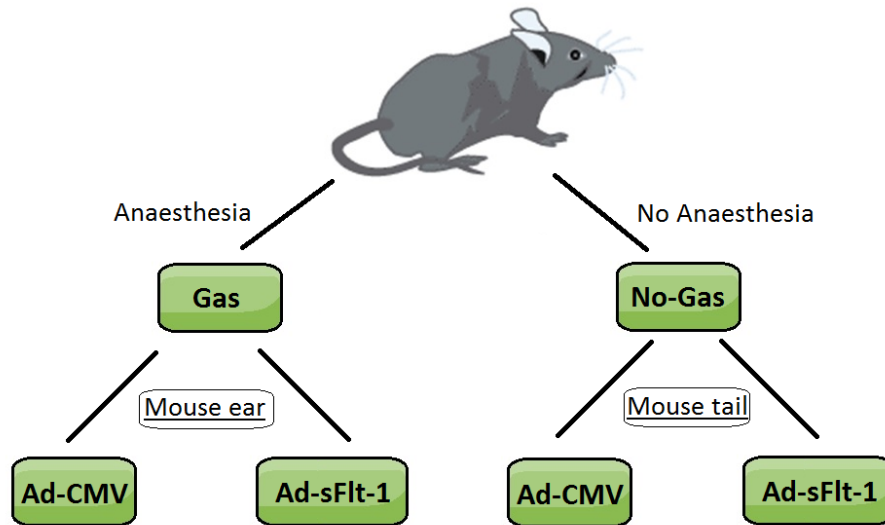 Anaesthesia
No Anaesthesia
Gas
No-Gas
Mouse ear
Mouse tail
Ad-CMV
Ad-sFlt-1
Ad-CMV
Ad-sFlt-1